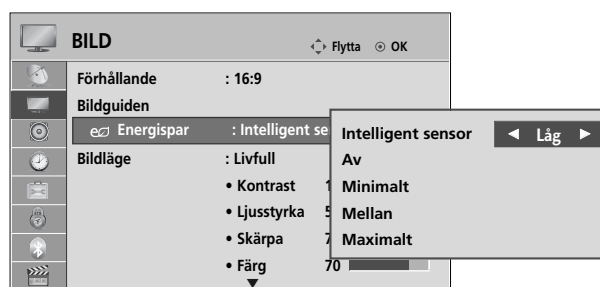 BILD
Flytta OK
Förhållande : 16:9
Bildguiden
Energispar : Intelligent
Bildläge : Livfull
• Kontrast
• Ljusstyrka
• Skärpa
• Färg 70
Intelligent sensor ◄ Låg ►
Av
Minimalt
Mellan
Maximalt